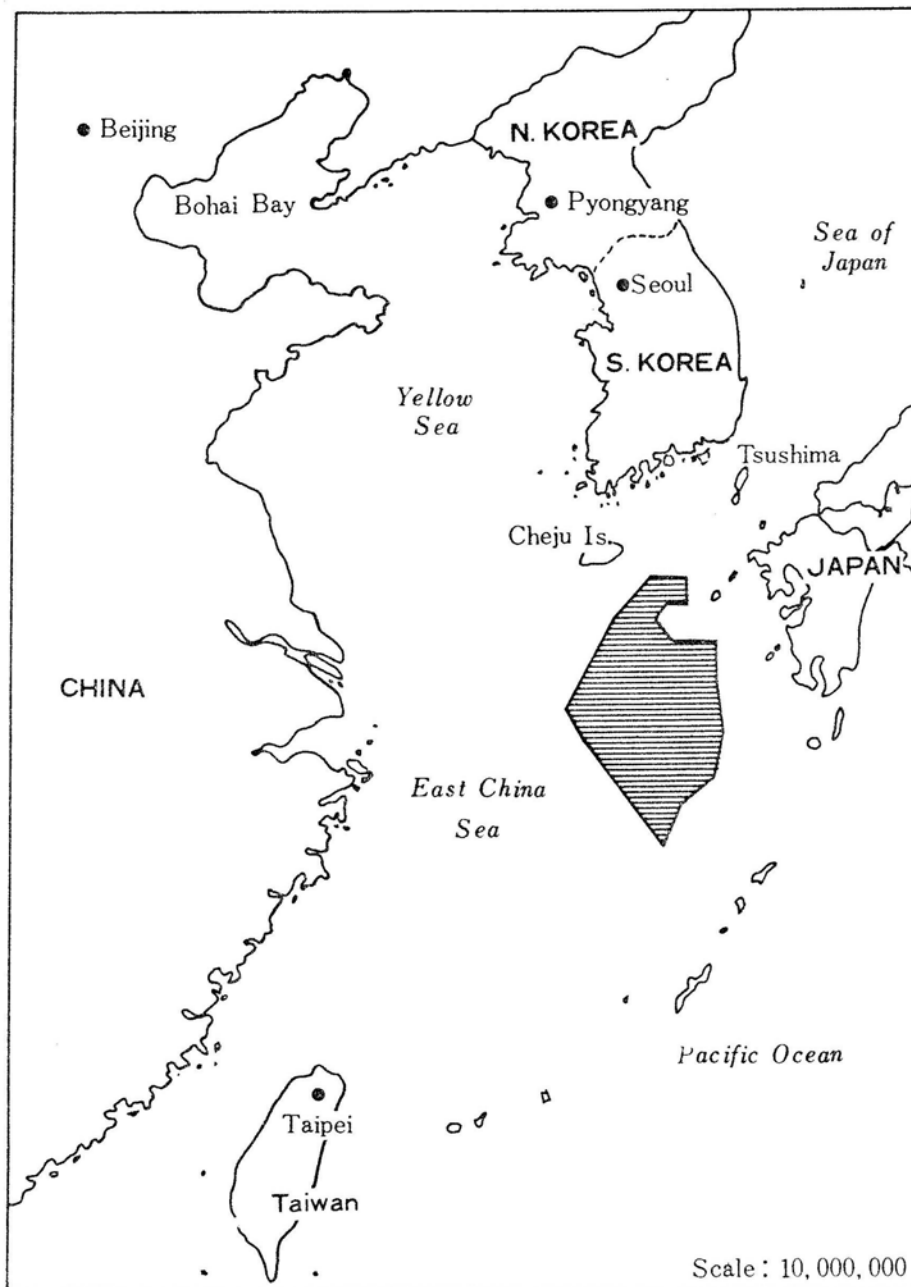 Beijing
N. KOREA
Bohai Bay
Pyongyang
Sea of
Japan
Seoul
S. KOREA
Yellow
Sea
Tsushima
Cheju Is.
JAPAN
CHINA
East China
Sea
Pacific Ocean
Taipei
Taiwan
Scale : 10,000,000